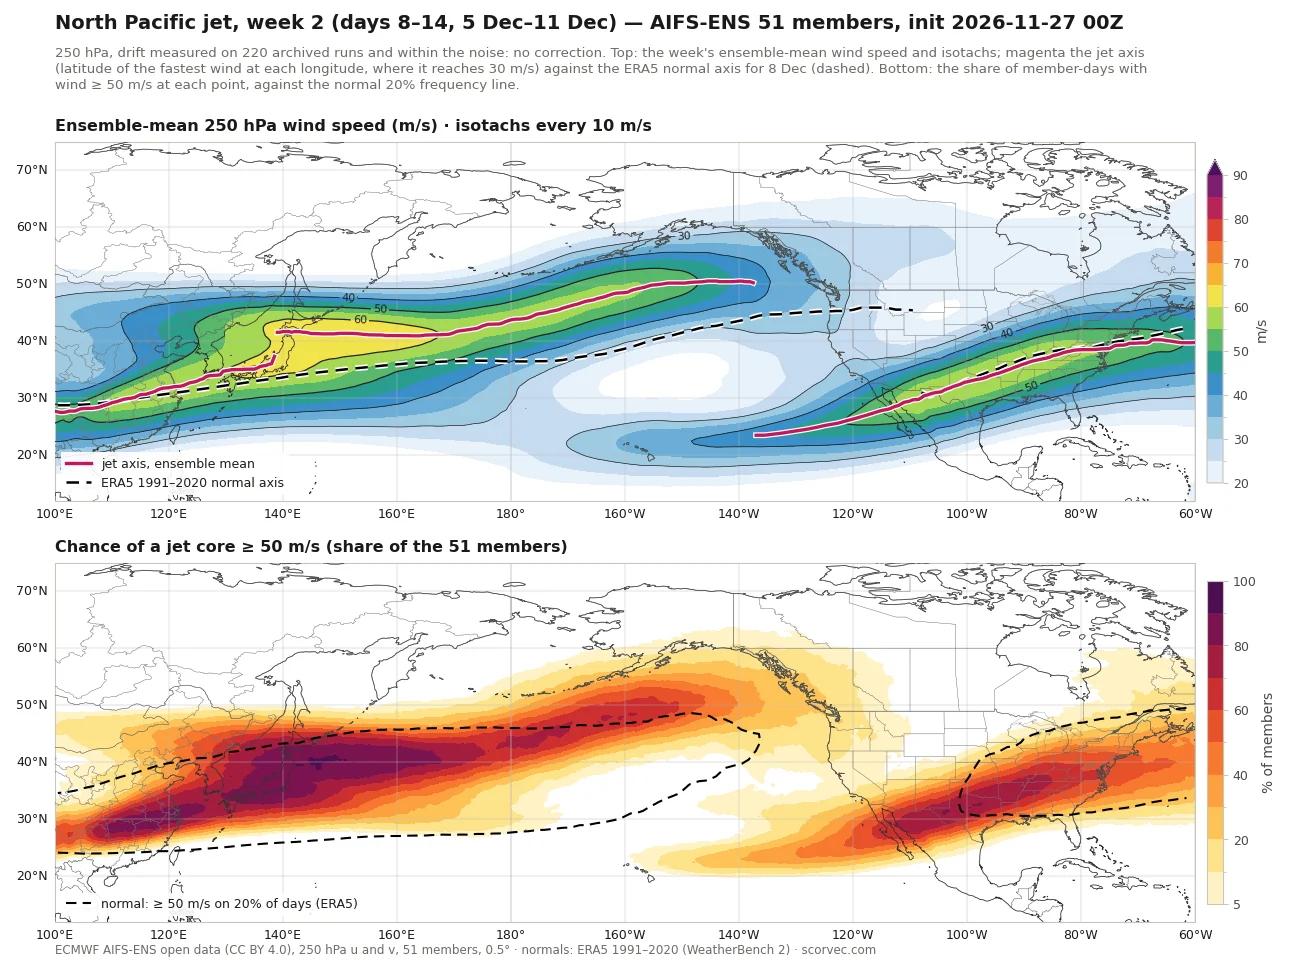 North Pacific jet, week 2 (days 8–14, 5 Dec–11 Dec) — AIFS-ENS 51 members, init 2026-11-27 00Z
250 hPa, drift measured on 220 archived runs and within the noise: no correction. Top: the week's ensemble-mean wind speed and isotachs; magenta the jet axis
(latitude of the fastest wind at each longitude, where it reaches 30 m/s) against the ERA5 normal axis for 8 Dec (dashed). Bottom: the share of member-days with
wind ≥ 50 m/s at each point, against the normal 20% frequency line.
Ensemble-mean 250 hPa wind speed (m/s) · isotachs every 10 m/s
70°N
60°N
50°N
40°N
30°N
20°N
30
40
50
60
30
40
50
jet axis, ensemble mean
ERA5 1991–2020 normal axis
100°E 120°E 140°E 160°E 180° 160°W 140°W 120°W 100°W 80°W 60°W
90
80
70
60
50
40
30
20
m/s
Chance of a jet core ≥ 50 m/s (share of the 51 members)
70°N
60°N
50°N
40°N
30°N
20°N
normal: ≥ 50 m/s on 20% of days (ERA5)
100°E 120°E 140°E 160°E 180° 160°W 140°W 120°W 100°W 80°W 60°W
100
80
60
40
20
5
% of members
ECMWF AIFS-ENS open data (CC BY 4.0), 250 hPa u and v, 51 members, 0.5° · normals: ERA5 1991–2020 (WeatherBench 2) · scorvec.com